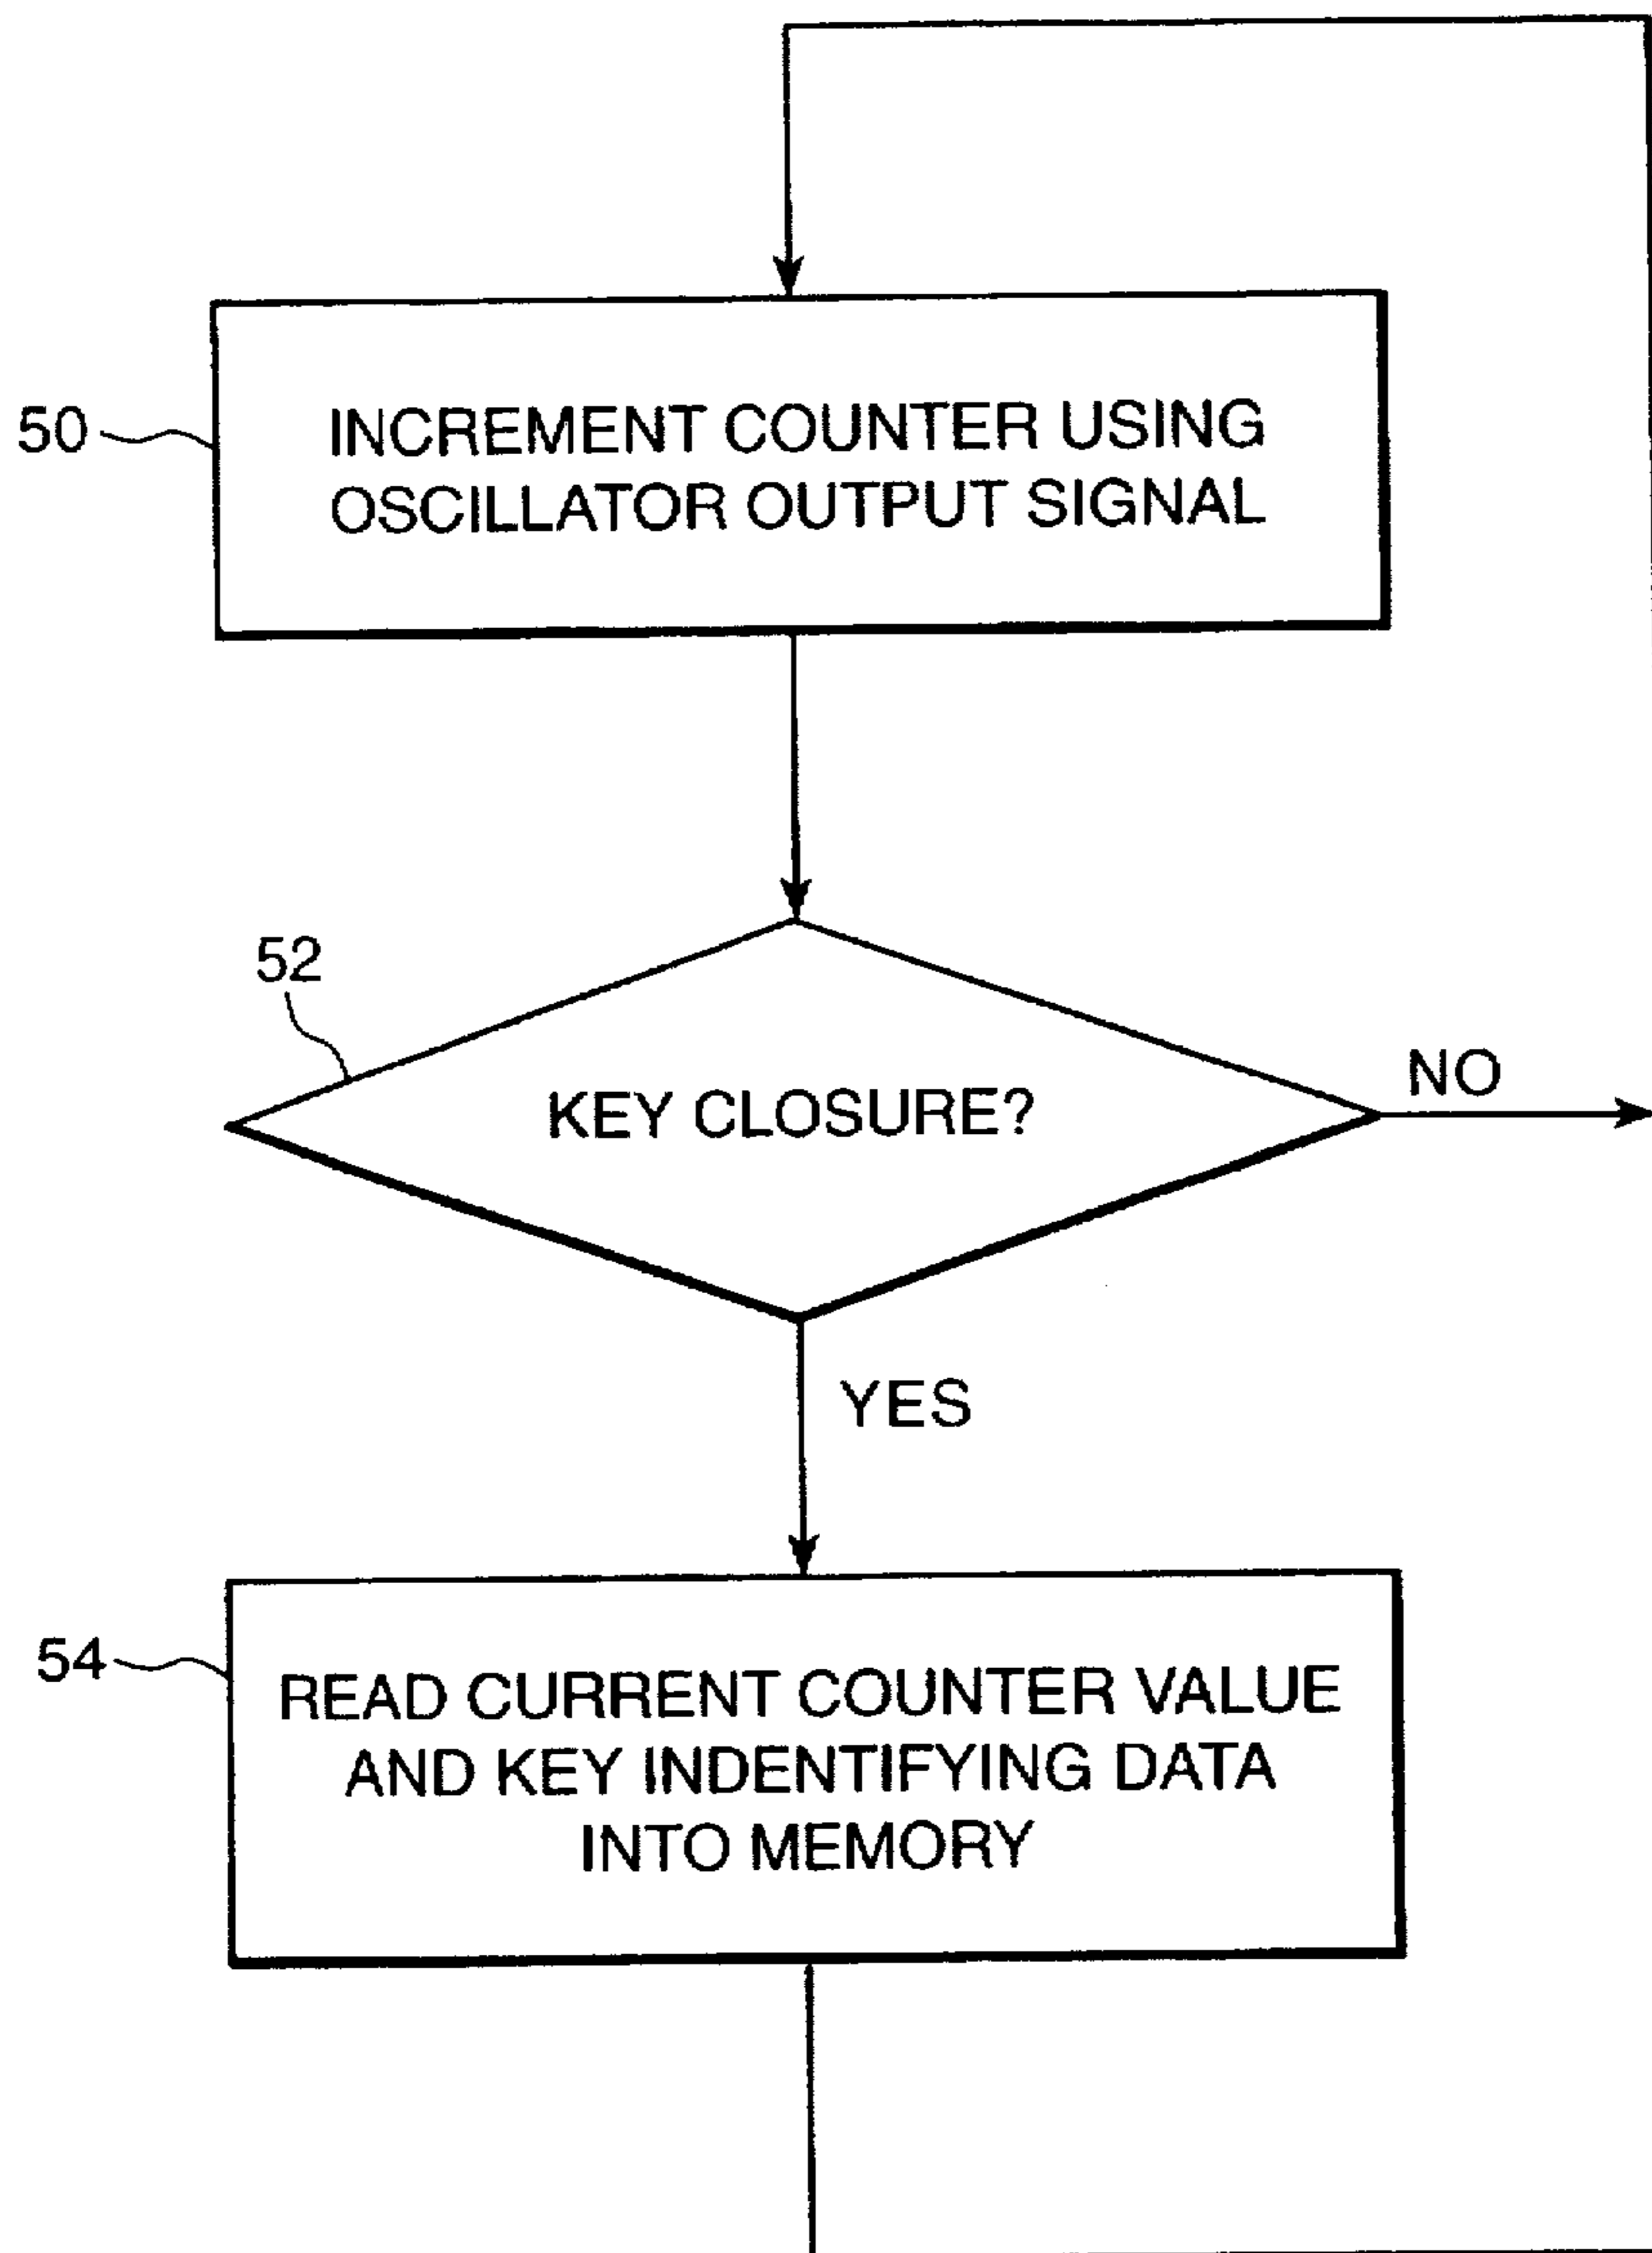 50
INCREMENT COUNTER USING
OSCILLATOR OUTPUT SIGNAL
52
KEY CLOSURE?
NO
YES
54
READ CURRENT COUNTER VALUE
AND KEY INDENTIFYING DATA
INTO MEMORY